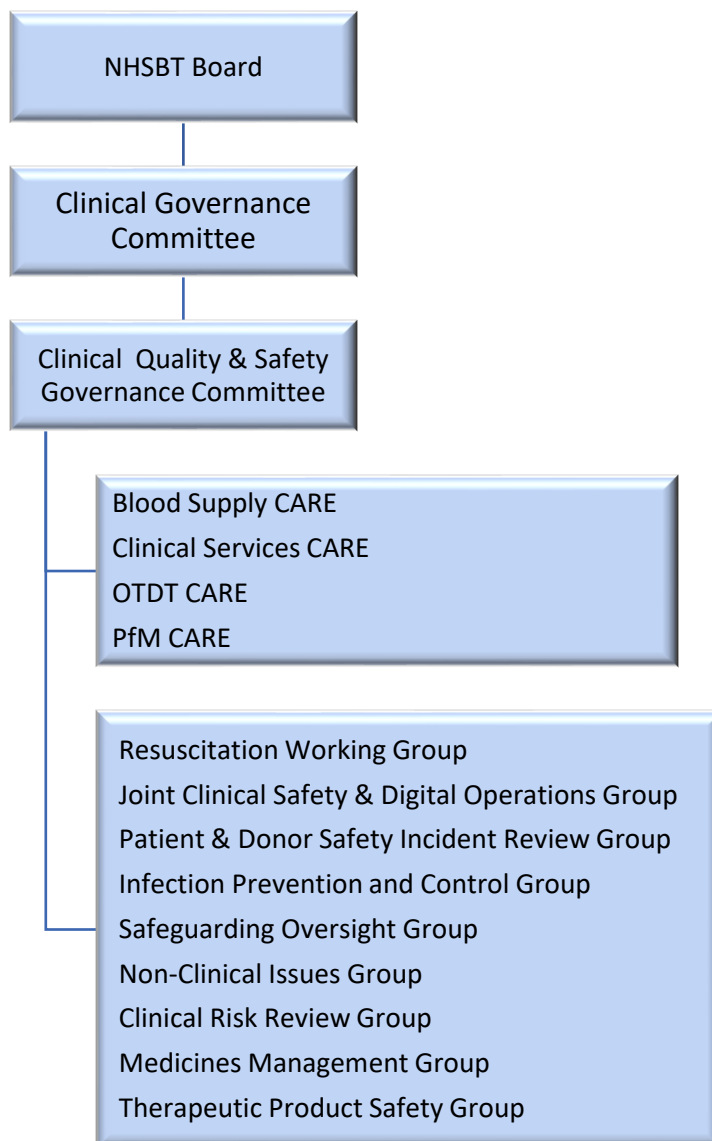 NHSBT Board
Clinical Governance
Committee
Clinical Quality & Safety
Governance Committee
Blood Supply CARE
Clinical Services CARE
OTDT CARE
PfM CARE
Resuscitation Working Group
Joint Clinical Safety & Digital Operations Group
Patient & Donor Safety Incident Review Group
Infection Prevention and Control Group
Safeguarding Oversight Group
Non-Clinical Issues Group
Clinical Risk Review Group
Medicines Management Group
Therapeutic Product Safety Group